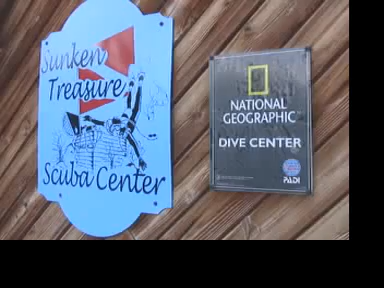 Sunken
Treasure
Scuba Center
NATIONAL
GEOGRAPHIC
DIVE CENTER
PADI